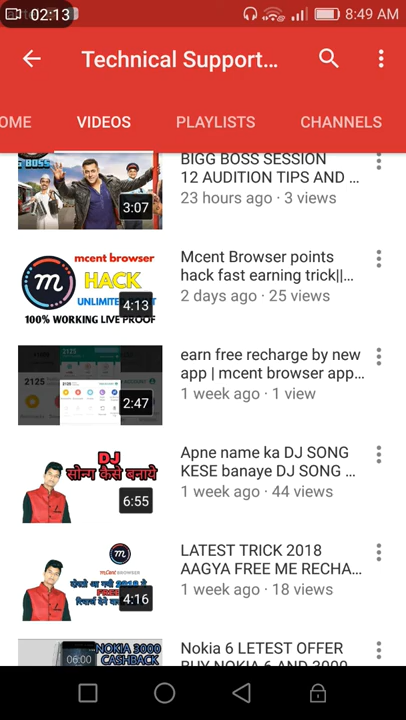 02:13
8:49 AM
Technical Support...
OME VIDEOS PLAYLISTS CHANNELS
BOSS
3:07
BIGG BOSS SESSION
12 AUDITION TIPS AND ...
23 hours ago · 3 views
mcent browser
m HACK
UNLIMITED
4:13
100% WORKING LIVE PROOF
Mcent Browser points
hack fast earning trick||...
2 days ago · 25 views
2125
2125
2:47
earn free recharge by new
app | mcent browser app...
1 week ago · 1 view
DJ
सोन्ग कैसे बनाये
6:55
Apne name ka DJ SONG
KESE banaye DJ SONG ...
1 week ago · 44 views
m
mCent BROWSER
FREE
4:16
LATEST TRICK 2018
AAGYA FREE ME RECHA...
1 week ago · 18 views
06:00
NOKIA 3000
CASHBACK
Nokia 6 LETEST OFFER
BUY NOKIA 6 AND 3000